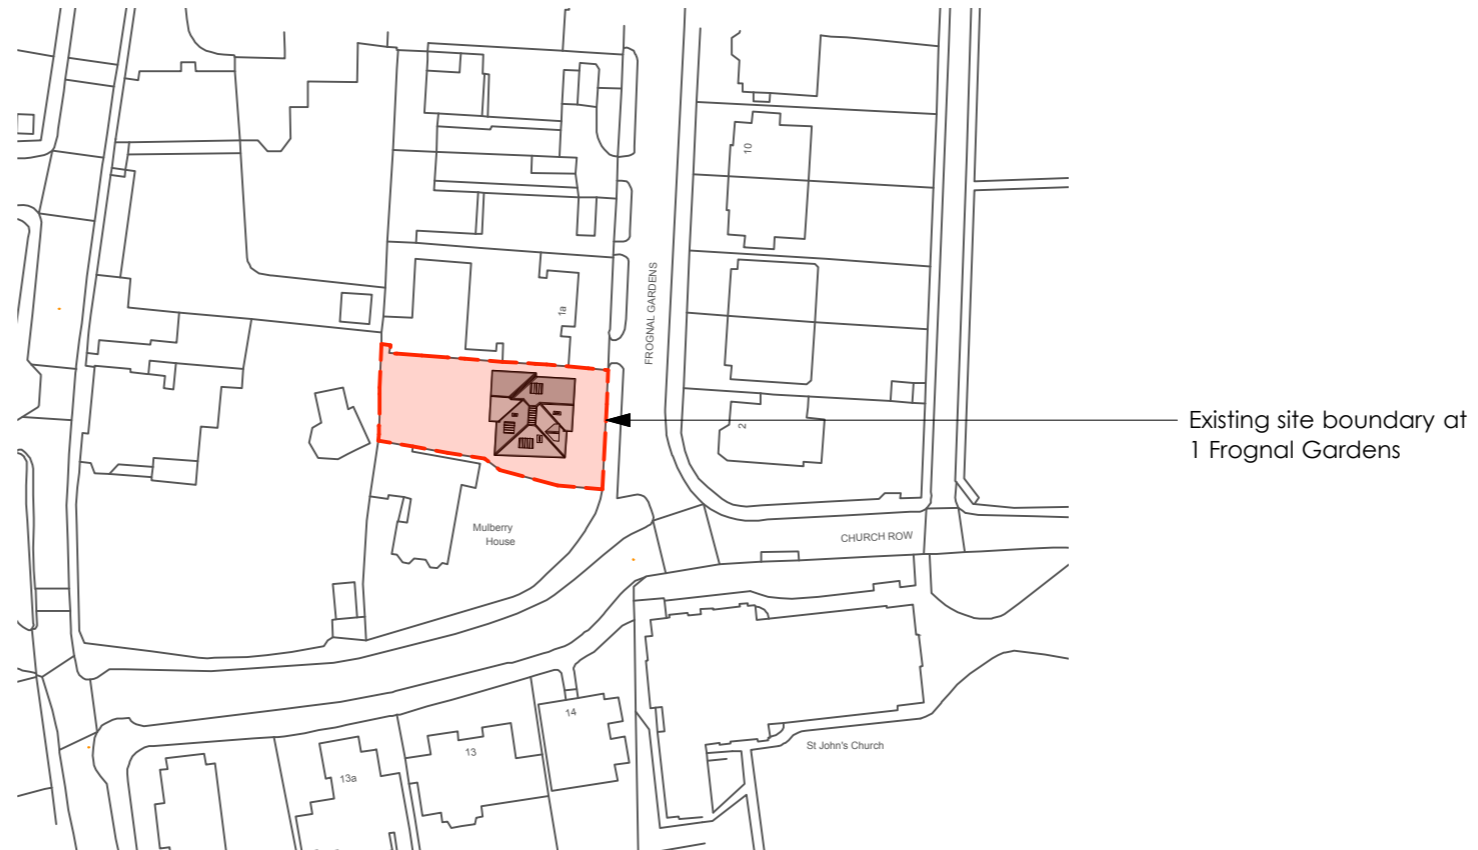 10
FROGNAL GARDENS
1a
Existing site boundary at
1 Frognal Gardens
2
Mulberry
House
CHURCH ROW
14
St John's Church
13
13a